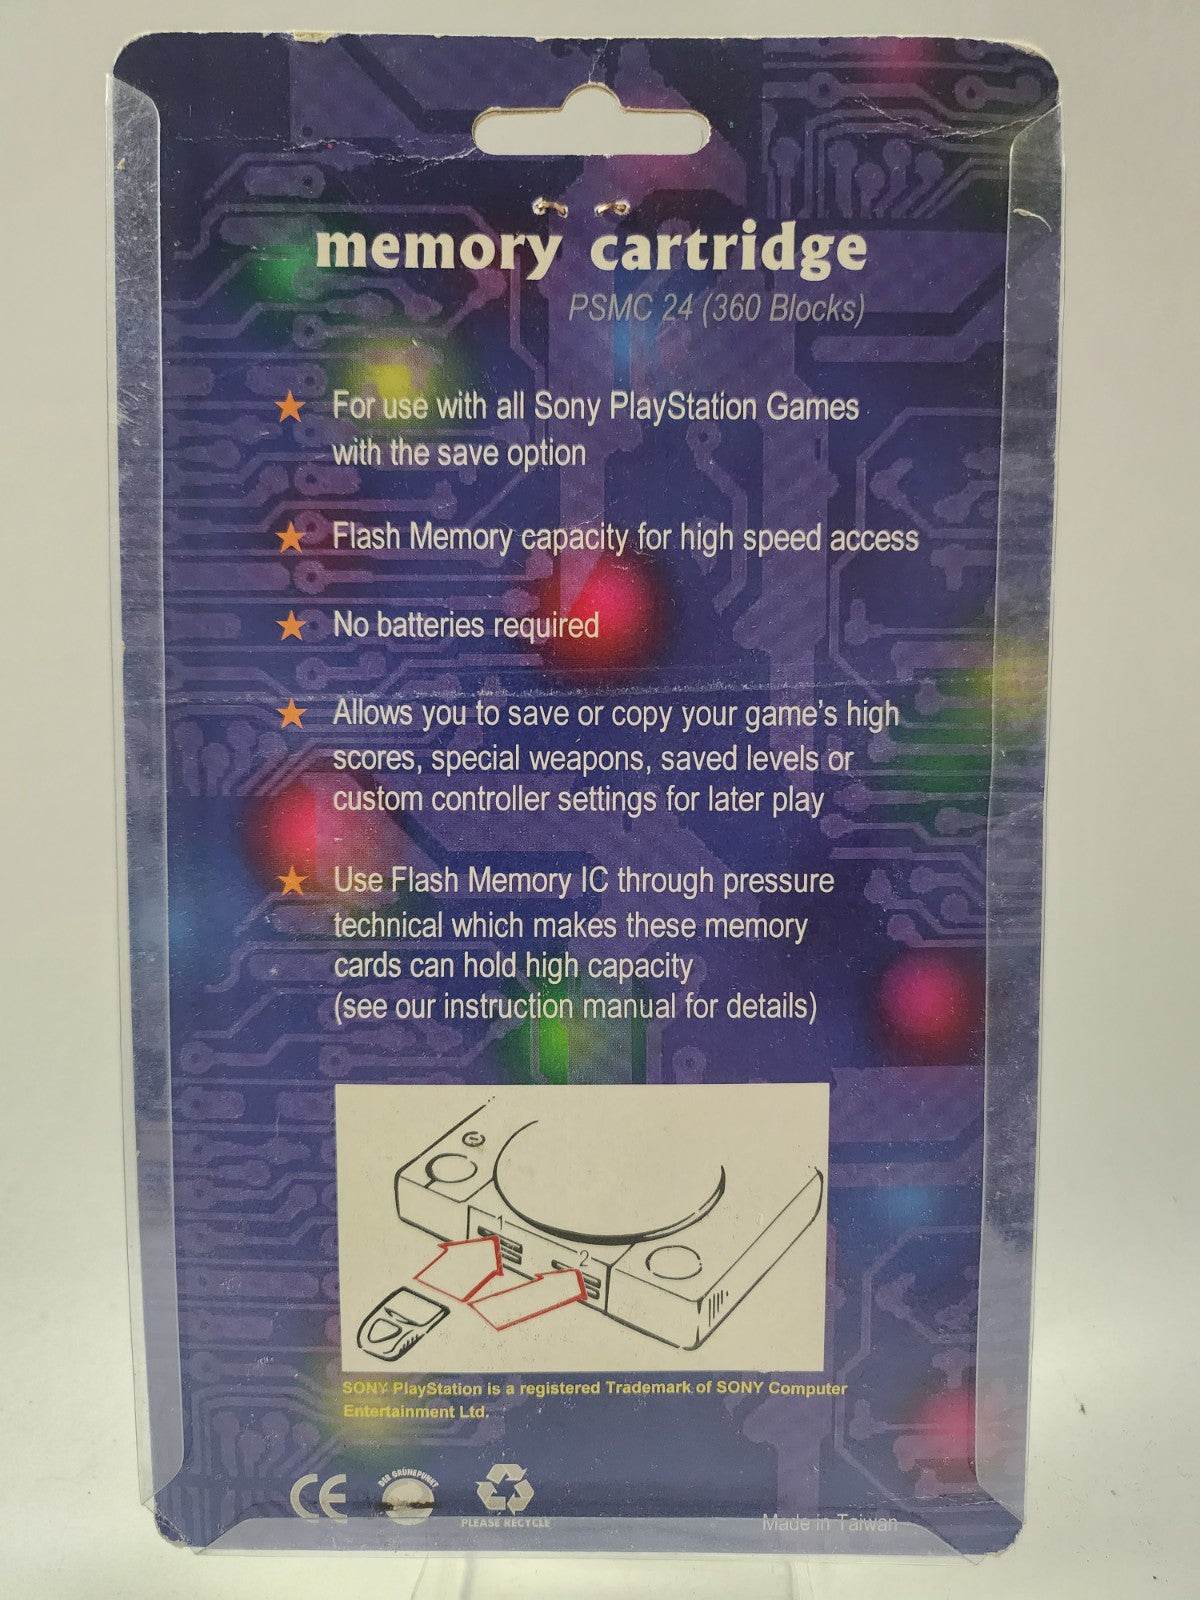 memory cartridge
PSMC 24 (360 Blocks)
★ For use with all Sony PlayStation Games
with the save option
★ Flash Memory capacity for high speed access
★ No batteries required
★ Allows you to save or copy your game's high
scores, special weapons, saved levels or
custom controller settings for later play
★ Use Flash Memory IC through pressure
technical which makes these memory
cards can hold high capacity
(see our instruction manual for details)
1
2
SONY PlayStation is a registered Trademark of SONY Computer
Entertainment Ltd.
CE
DER GRÜNE PUNKT
PLEASE RECYCLE
Made in Taiwan